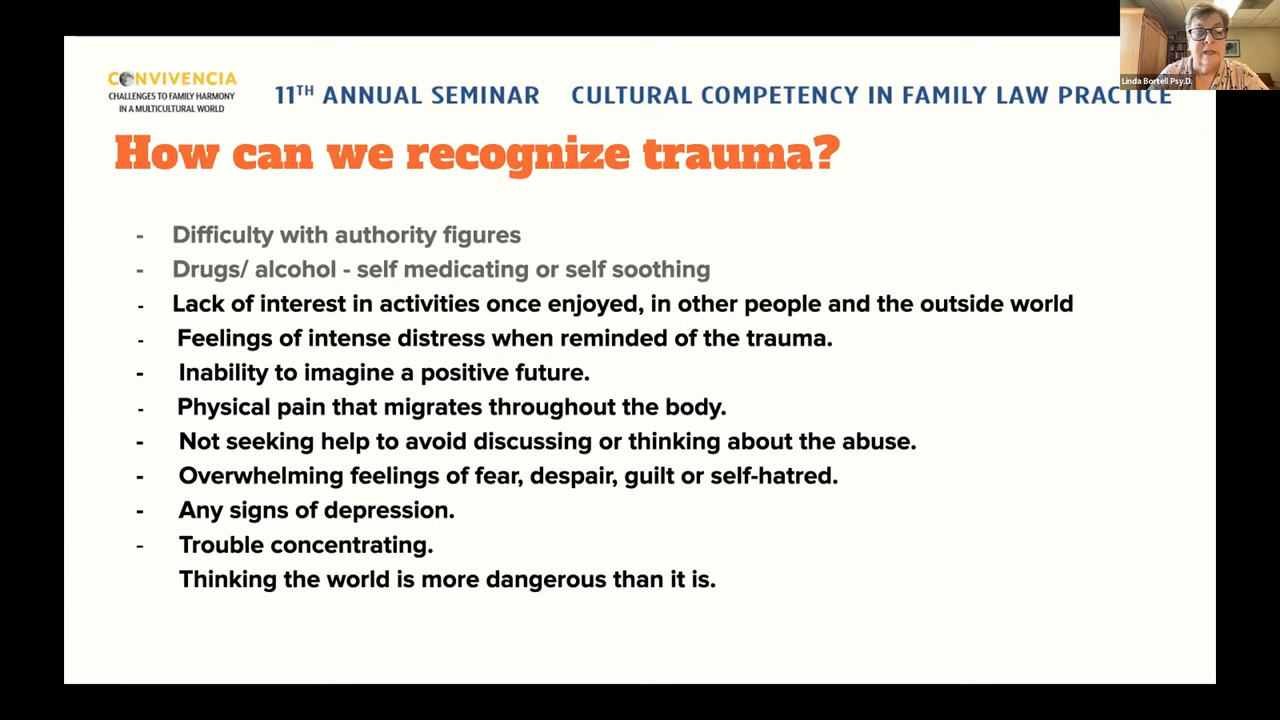 CONVIVENCIA
CHALLENGES TO FAMILY HARMONY
IN A MULTICULTURAL WORLD
11TH ANNUAL SEMINAR CULTURAL COMPETENCY IN FAMILY LAW PRACTICE
Linda Bortell Psy.D.
How can we recognize trauma?
- Difficulty with authority figures
- Drugs/ alcohol - self medicating or self soothing
- Lack of interest in activities once enjoyed, in other people and the outside world
- Feelings of intense distress when reminded of the trauma.
- Inability to imagine a positive future.
- Physical pain that migrates throughout the body.
- Not seeking help to avoid discussing or thinking about the abuse.
- Overwhelming feelings of fear, despair, guilt or self-hatred.
- Any signs of depression.
- Trouble concentrating.
Thinking the world is more dangerous than it is.